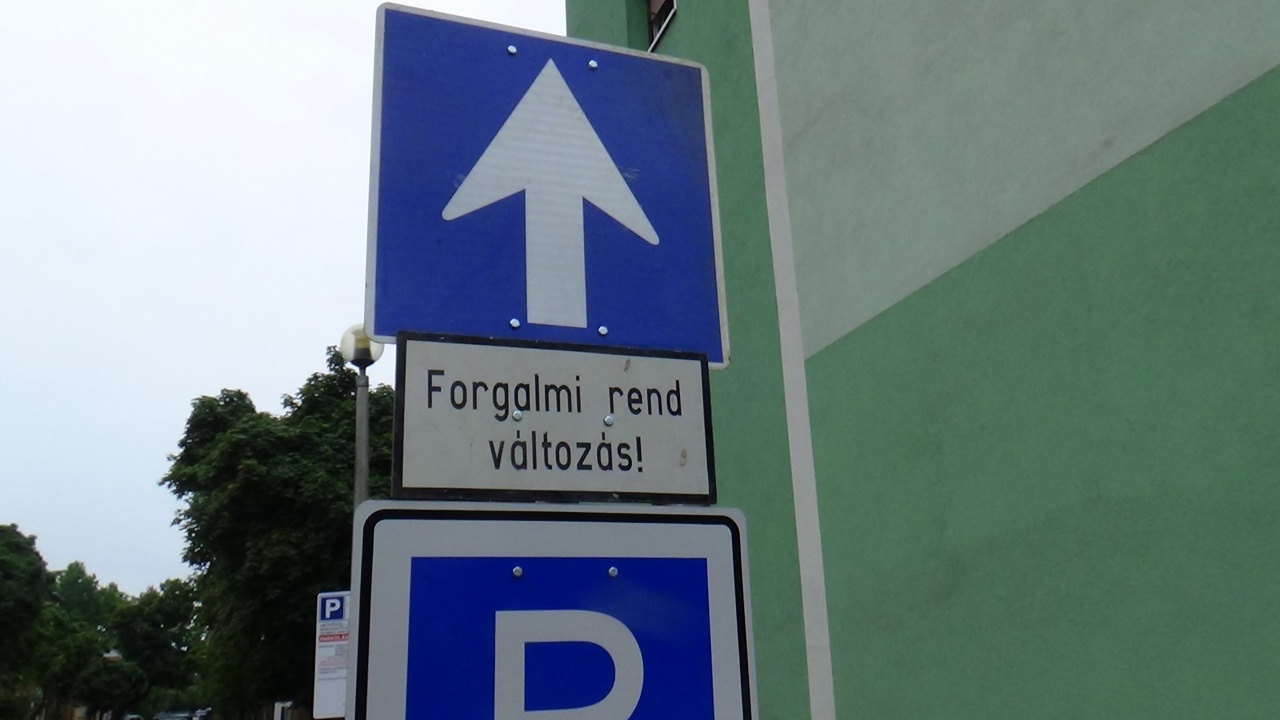 Forgalmi rend
változás!
P
P